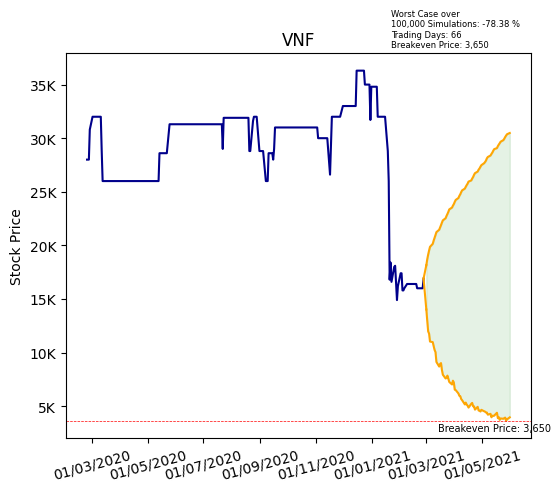 Worst Case over
100,000 Simulations: -78.38 %
Trading Days: 66
Breakeven Price: 3,650
VNF
Stock Price
35K
30K
25K
20K
15K
10K
5K
Breakeven Price: 3,650
01/03/2020
01/05/2020
01/07/2020
01/09/2020
01/11/2020
01/01/2021
01/03/2021
01/05/2021